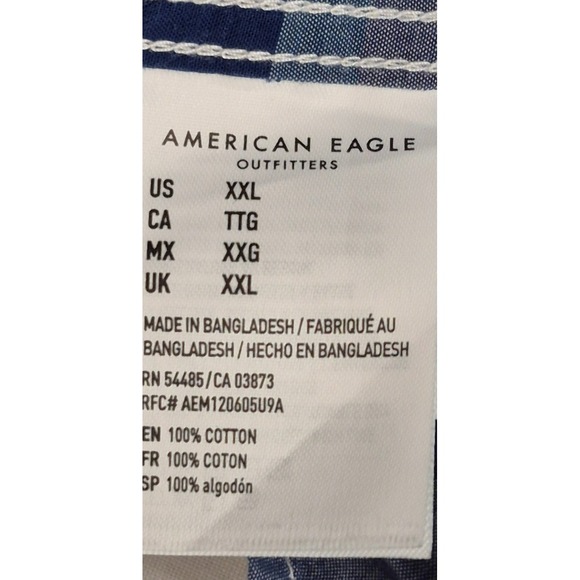 AMERICAN EAGLE
OUTFITTERS
US XXL
CA TTG
MX XXG
UK XXL
MADE IN BANGLADESH / FABRIQUÉ AU
BANGLADESH / HECHO EN BANGLADESH
RN 54485/CA 03873
RFC# AEM120605U9A
EN 100% COTTON
FR 100% COTON
SP 100% algodón